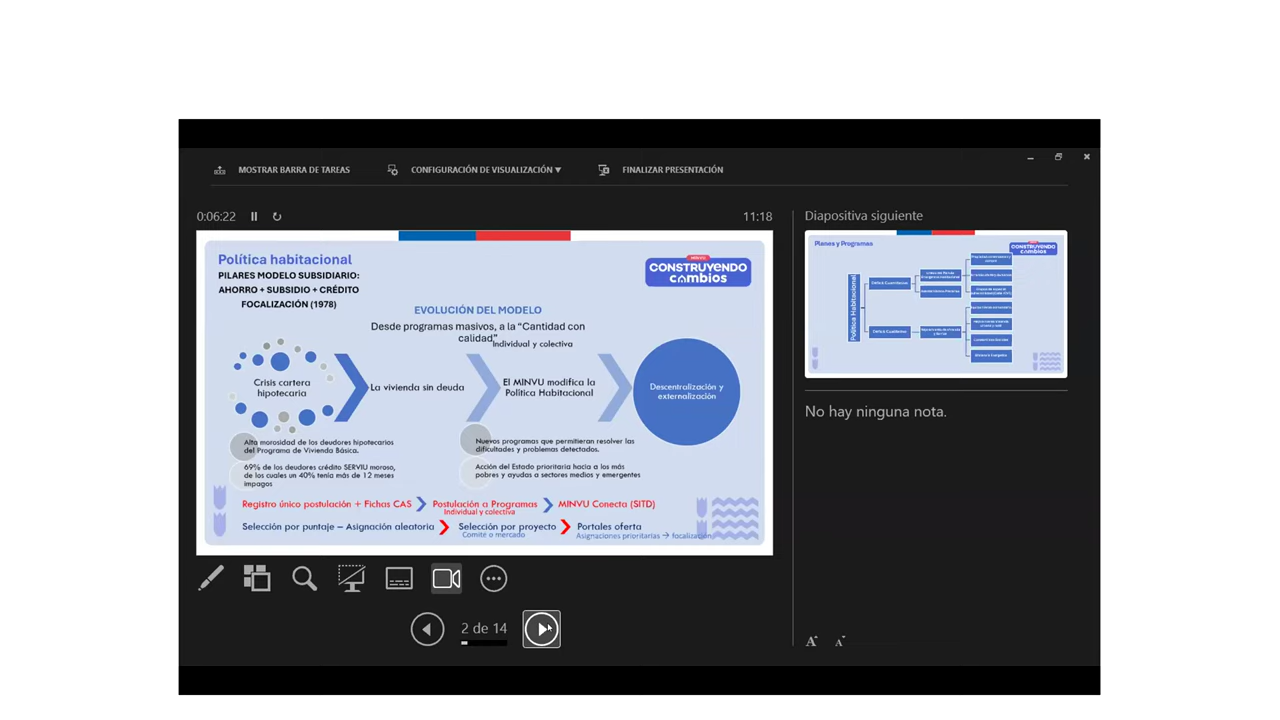 MOSTRAR BARRA DE TAREAS
CONFIGURACIÓN DE VISUALIZACIÓN ▼
FINALIZAR PRESENTACIÓN
0:06:22
11:18
Política habitacional
PILARES MODELO SUBSIDIARIO:
AHORRO + SUBSIDIO + CRÉDITO
FOCALIZACIÓN (1978)
CONSTRUYENDO
cambios
EVOLUCIÓN DEL MODELO
Desde programas masivos, a la “Cantidad con
calidad”
Individual y colectiva
Crisis cartera
hipotecaria
La vivienda sin deuda
El MINVU modifica la
Política Habitacional
Descentralización y
externalización
Alta morosidad de los deudores hipotecarios
del Programa de Vivienda Básica.
69% de los deudores crédito SERVIU moroso,
de los cuales un 40% tenía más de 12 meses
impagos
Nuevos programas que permitieran resolver las
dificultades y problemas detectados.
Acción del Estado prioritaria hacia a los más
pobres y ayudas a sectores medios y emergentes
Registro único postulación + Fichas CAS
Postulación a Programas
Individual y colectiva
MINVU Conecta (SITD)
Selección por puntaje – Asignación aleatoria
Selección por proyecto
Comité o mercado
Portales oferta
Asignaciones prioritarias → focalización
2 de 14
Diapositiva siguiente
Planes y Programas
CONSTRUYENDO
cambios
Política Habitacional
Déficit Cuantitativo
Déficit Cualitativo
No hay ninguna nota.
A
A